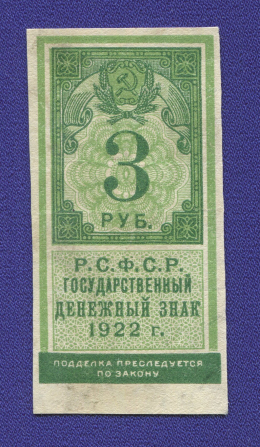 3
РУБ.
Р.С.Ф.С.Р.
ГОСУДАРСТВЕННЫЙ
ДЕНЕЖНЫЙ ЗНАК
1922 г.
ПОДДЕЛКА ПРЕСЛЕДУЕТСЯ
ПО ЗАКОНУ